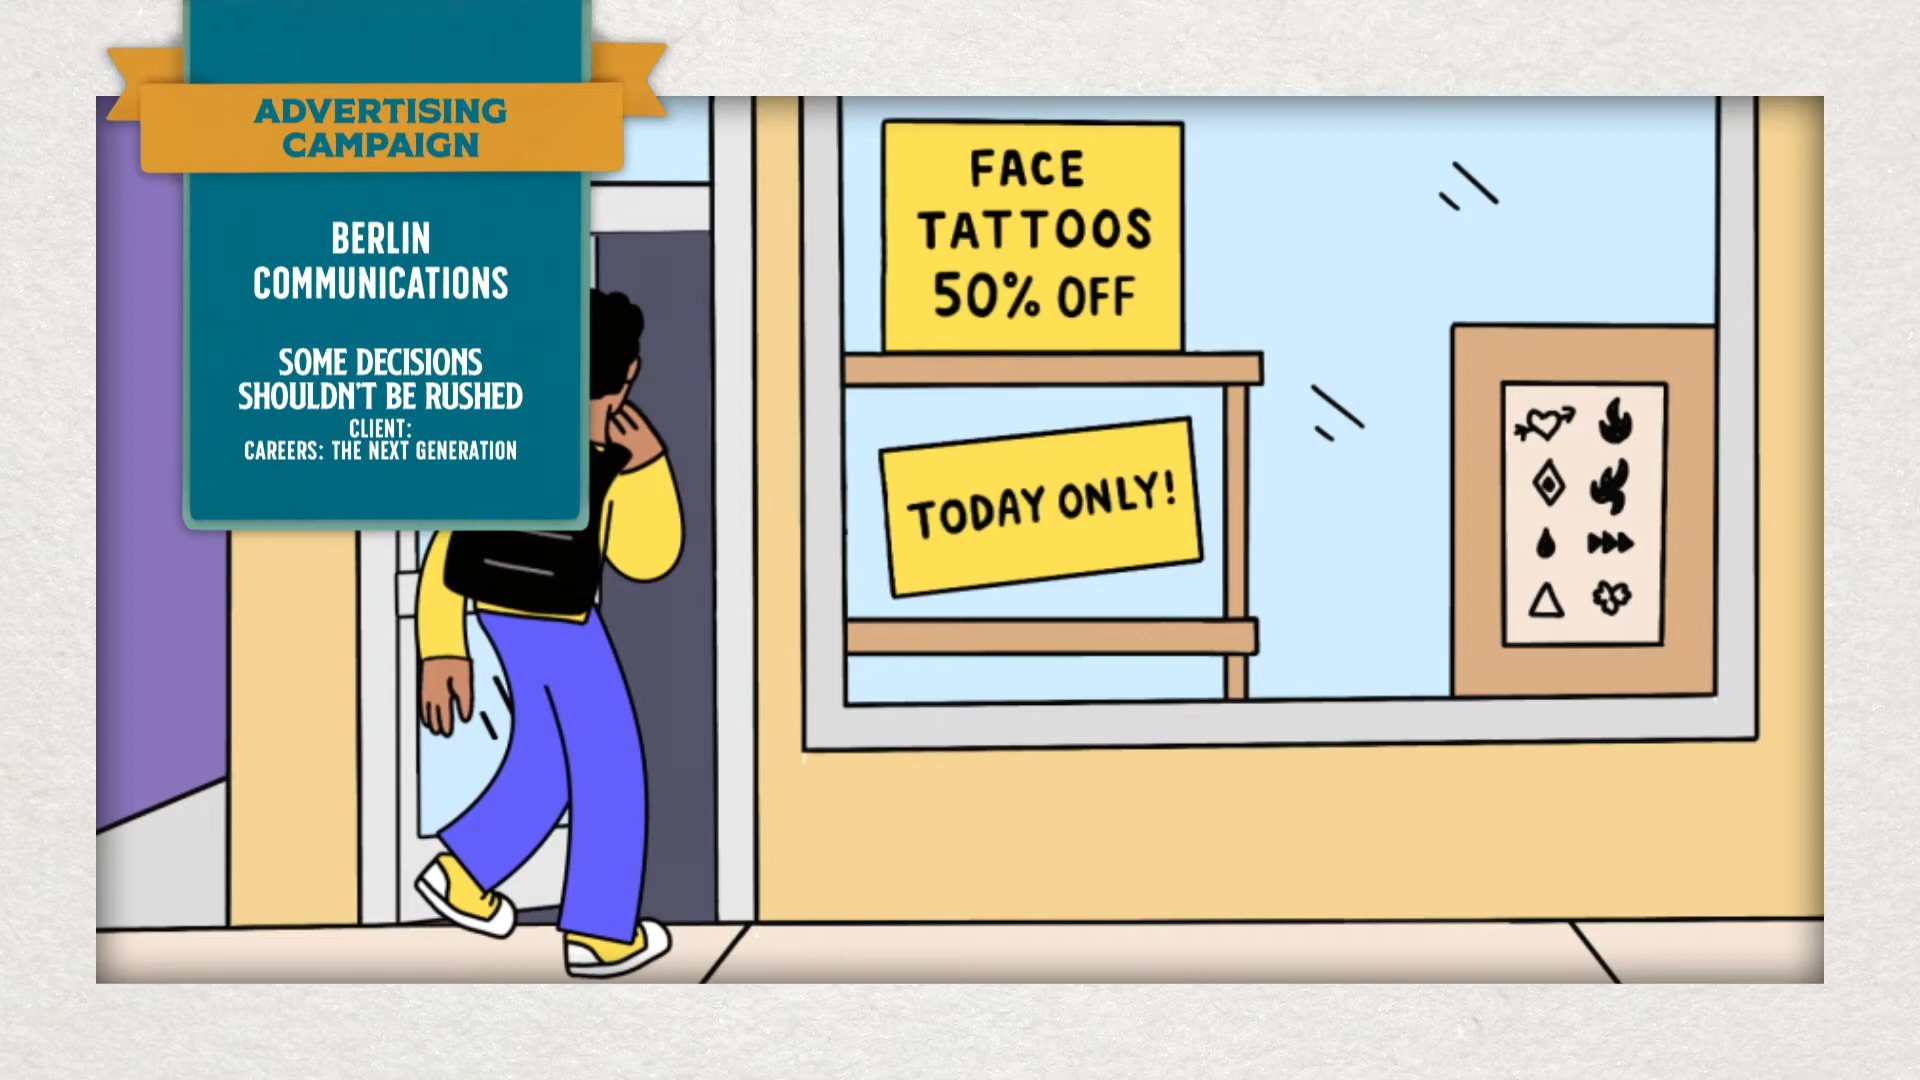 ADVERTISING
CAMPAIGN
BERLIN
COMMUNICATIONS
SOME DECISIONS
SHOULDN'T BE RUSHED
CLIENT:
CAREERS: THE NEXT GENERATION
FACE
TATTOOS
50% OFF
TODAY ONLY!